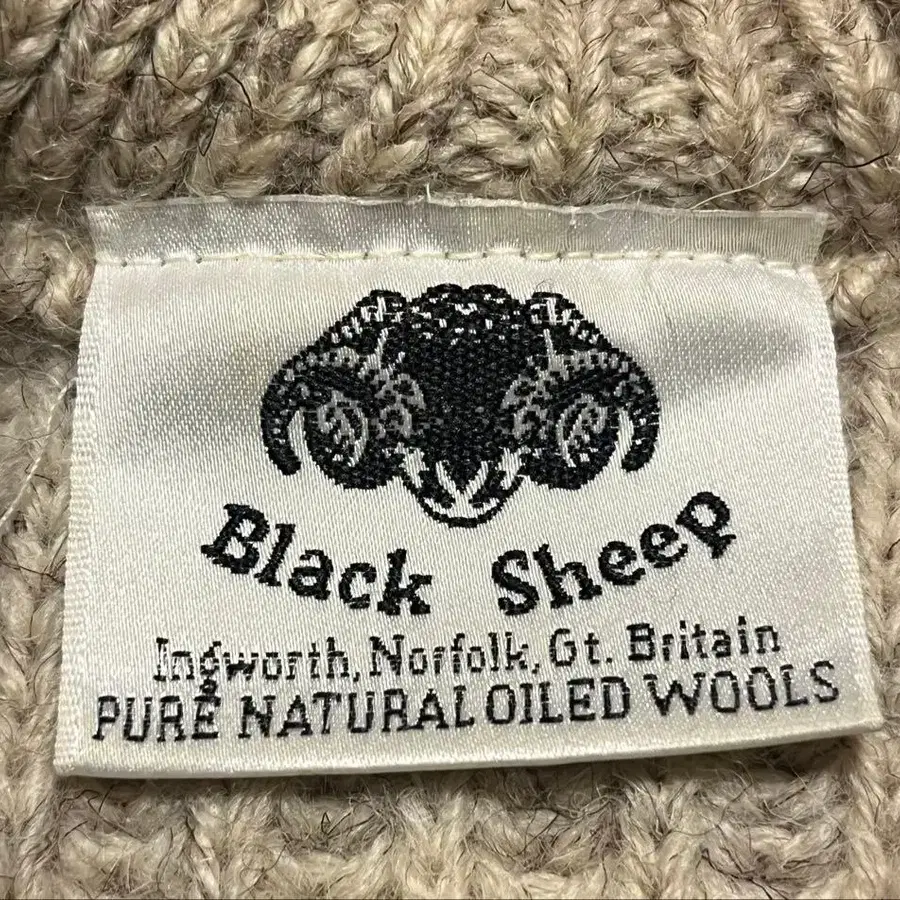 Black Sheep
Ingworth, Norfolk, Gt. Britain
PURE NATURAL OILED WOOLS